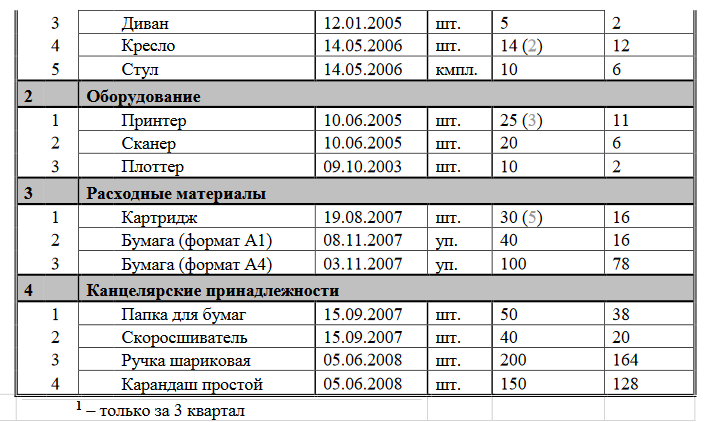 3 Диван 12.01.2005 шт. 5 2
4 Кресло 14.05.2006 шт. 14 (2) 12
5 Стул 14.05.2006 кмпл. 10 6
2 Оборудование
1 Принтер 10.06.2005 шт. 25 (3) 11
2 Сканер 10.06.2005 шт. 20 6
3 Плоттер 09.10.2003 шт. 10 2
3 Расходные материалы
1 Картридж 19.08.2007 шт. 30 (5) 16
2 Бумага (формат А1) 08.11.2007 уп. 40 16
3 Бумага (формат А4) 03.11.2007 уп. 100 78
4 Канцелярские принадлежности
1 Папка для бумаг 15.09.2007 шт. 50 38
2 Скоросшиватель 15.09.2007 шт. 40 20
3 Ручка шариковая 05.06.2008 шт. 200 164
4 Карандаш простой 05.06.2008 шт. 150 128
1 – только за 3 квартал